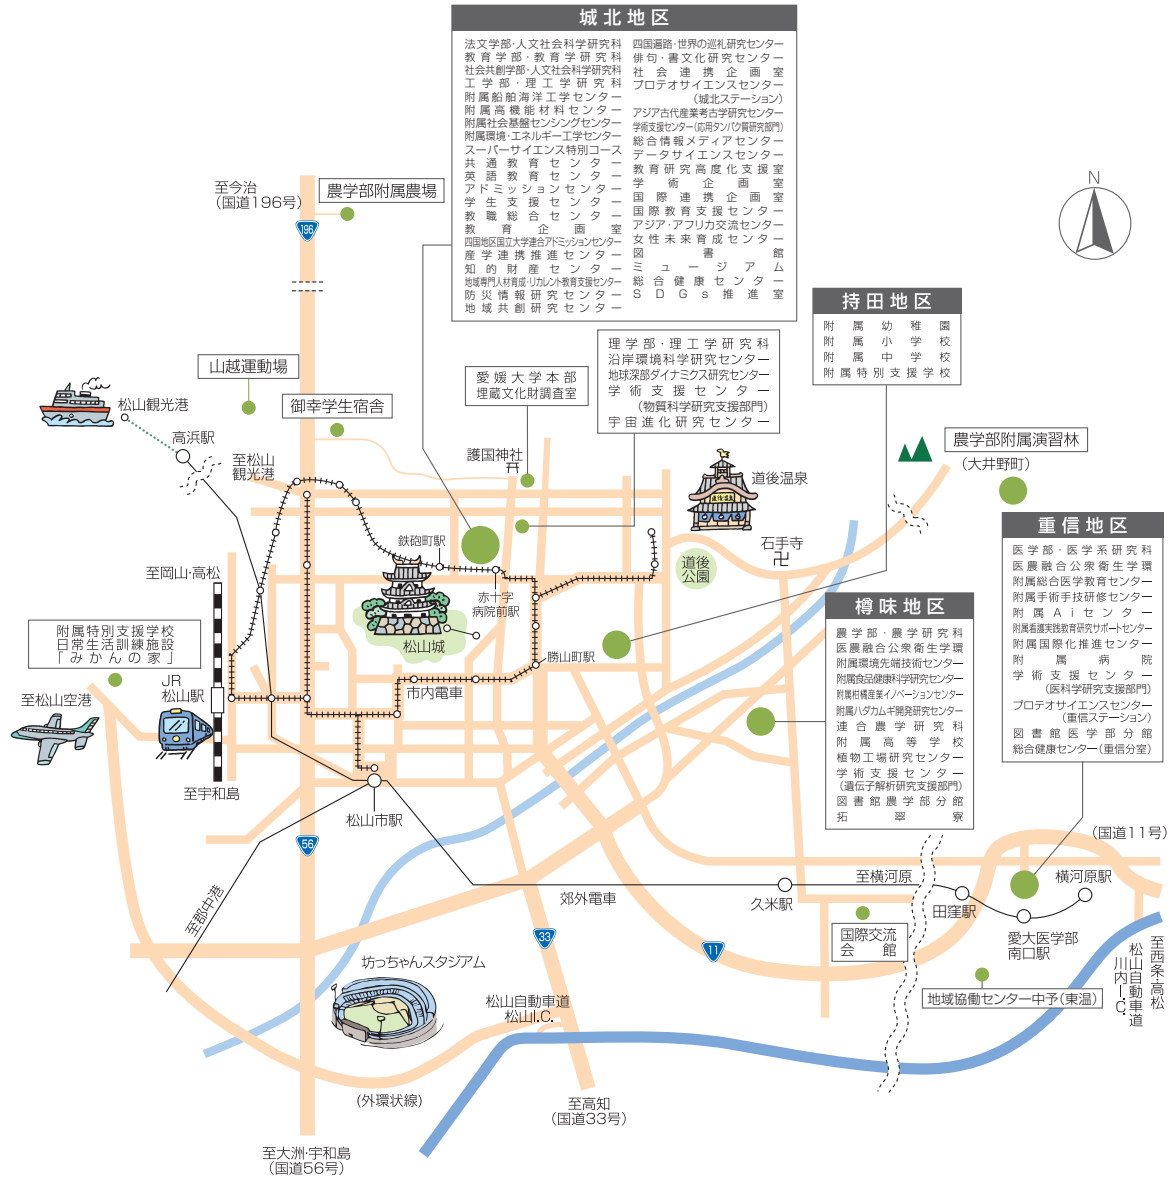 城北地区
法文学部･人文社会科学研究科
教育学部･教育学研究科
社会共創学部･人文社会科学研究科
工学部･理工学研究科
附属船舶海洋工学センター
附属高機能材料センター
附属社会基盤センシングセンター
附属環境･エネルギー工学センター
スーパーサイエンス特別コース
共通教育センター
英語教育センター
アドミッションセンター
学生支援センター
教職総合センター
教育企画室
四国地区国立大学連合アドミッションセンター
産学連携推進センター
知的財産センター
地域専門人材育成･リカレント教育支援センター
防災情報研究センター
地域共創研究センター
四国遍路･世界の巡礼研究センター
俳句･書文化研究センター
社会連携企画室
プロテオサイエンスセンター
(城北ステーション)
アジア古代産業考古学研究センター
学術支援センター(応用タンパク質研究部門)
総合情報メディアセンター
データサイエンスセンター
教育研究高度化支援室
学術企画室
国際連携企画室
国際教育支援センター
アジア･アフリカ交流センター
女性未来育成センター
図書館
ミュージアム
総合健康センター
SDGs推進室
N
至今治
(国道196号)
農学部附属農場
196
持田地区
附属幼稚園
附属小学校
附属中学校
附属特別支援学校
理学部･理工学研究科
沿岸環境科学研究センター
地球深部ダイナミクス研究センター
学術支援センター
(物質科学研究支援部門)
宇宙進化研究センター
愛媛大学本部
埋蔵文化財調査室
山越運動場
御幸学生宿舎
松山観光港
高浜駅
至松山
観光港
護国神社
道後温泉
農学部附属演習林
(大井野町)
重信地区
医学部･医学系研究科
医農融合公衆衛生学環
附属総合医学教育センター
附属手術手技研修センター
附属Aiセンター
附属看護実践教育研究サポートセンター
附属国際化推進センター
附属病院
学術支援センター
(医科学研究支援部門)
プロテオサイエンスセンター
(重信ステーション)
図書館医学部分館
総合健康センター(重信分室)
鉄砲町駅
石手寺
卍
道後
公園
至岡山･高松
赤十字
病院前駅
樽味地区
農学部･農学研究科
医農融合公衆衛生学環
附属環境先端技術センター
附属食品健康科学研究センター
附属柑橘産業イノベーションセンター
附属ハダカムギ開発研究センター
連合農学研究科
附属高等学校
植物工場研究センター
学術支援センター
(遺伝子解析研究支援部門)
図書館農学部分館
拓翠寮
附属特別支援学校
日常生活訓練施設
「みかんの家」
松山城
勝山町駅
JR
松山駅
市内電車
至松山空港
至宇和島
松山市駅
56
(国道11号)
至横河原
横河原駅
郊外電車
久米駅
田窪駅
至郡中港
33
11
国際交流
会館
愛大医学部
南口駅
至西条･高松
松山自動車道
川内I.C.
坊っちゃんスタジアム
地域協働センター中予(東温)
松山自動車道
松山I.C.
(外環状線)
至高知
(国道33号)
至大洲･宇和島
(国道56号)